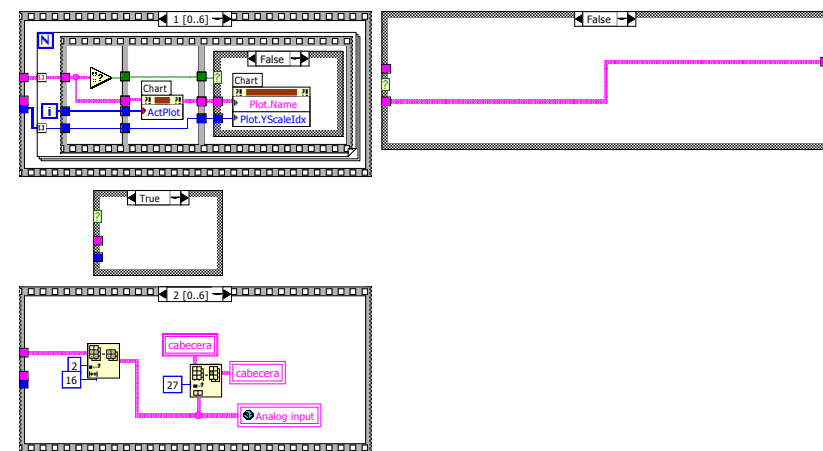 1 [0..6]
False
N
False
Chart
Chart
Plot.Name
i
ActPlot
Plot.YScaleIdx
True
2 [0..6]
cabecera
2
cabecera
16
27
Analog input